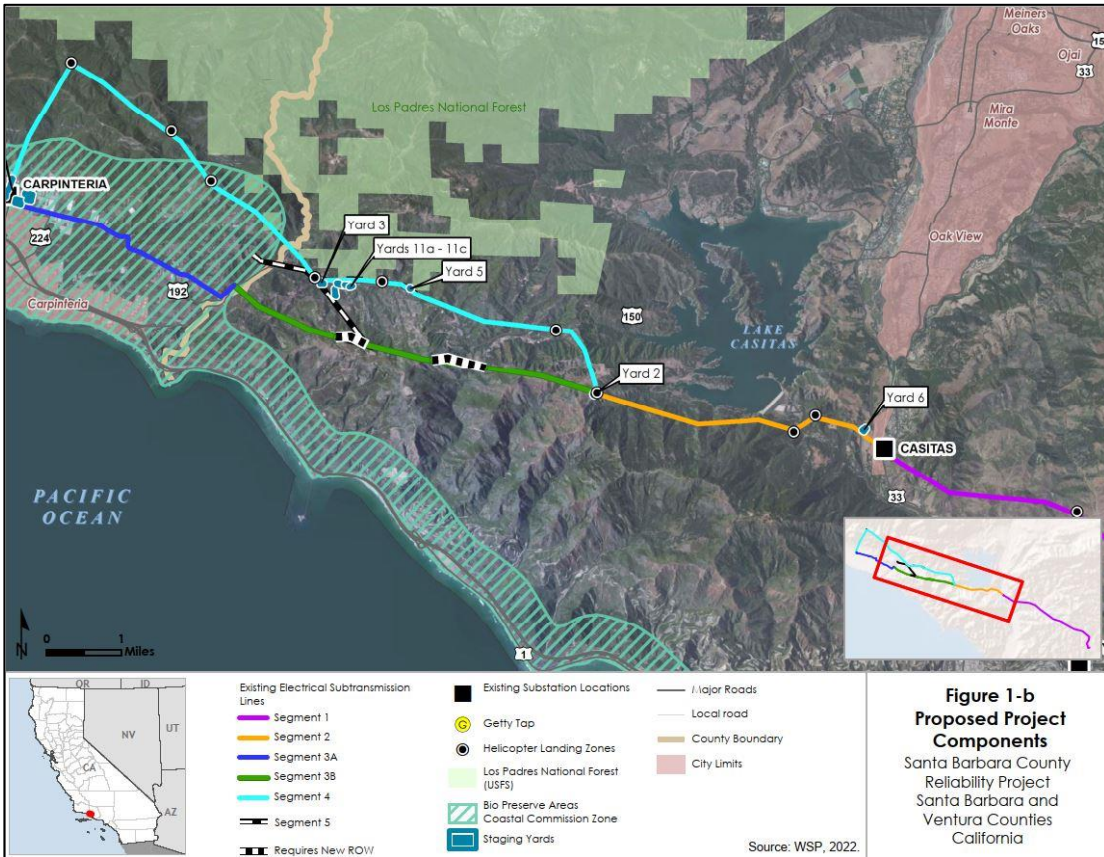 Meiners
Oaks
Ojai
33
Los Padres National Forest
Mira
Monte
CARPINTERIA
Yard 3
Yards 11a - 11c
Oak View
224
Yard 5
192
Carpinteria
150
LAKE
CASITAS
Yard 2
Yard 6
CASITAS
PACIFIC
OCEAN
33
N
0 1
Miles
1
OR ID
NV
UT
CA
AZ
Existing Electrical Subtransmission
Lines
Segment 1
Segment 2
Segment 3A
Segment 3B
Segment 4
Segment 5
Requires New ROW
Existing Substation Locations
G Getty Tap
Helicopter Landing Zones
Los Padres National Forest
(USFS)
Bio Preserve Areas
Coastal Commission Zone
Staging Yards
Major Roads
Local road
County Boundary
City Limits
Source: WSP, 2022.
Figure 1-b
Proposed Project
Components
Santa Barbara County
Reliability Project
Santa Barbara and
Ventura Counties
California